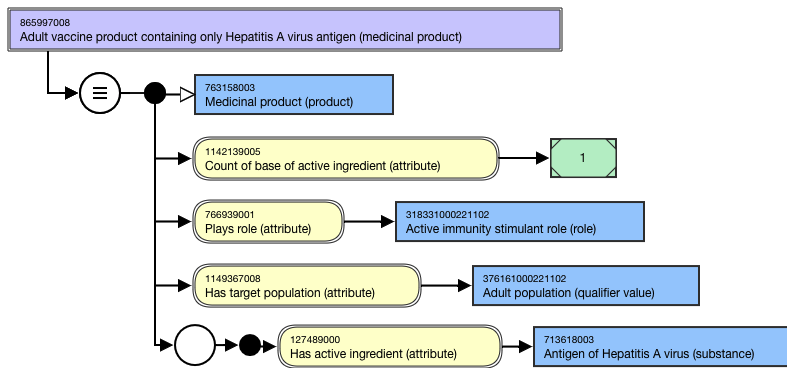 865997008
Adult vaccine product containing only Hepatitis A virus antigen (medicinal product)
763158003
Medicinal product (product)
1142139005
Count of base of active ingredient (attribute)
1
766939001
Plays role (attribute)
318331000221102
Active immunity stimulant role (role)
1149367008
Has target population (attribute)
376161000221102
Adult population (qualifier value)
127489000
Has active ingredient (attribute)
713618003
Antigen of Hepatitis A virus (substance)